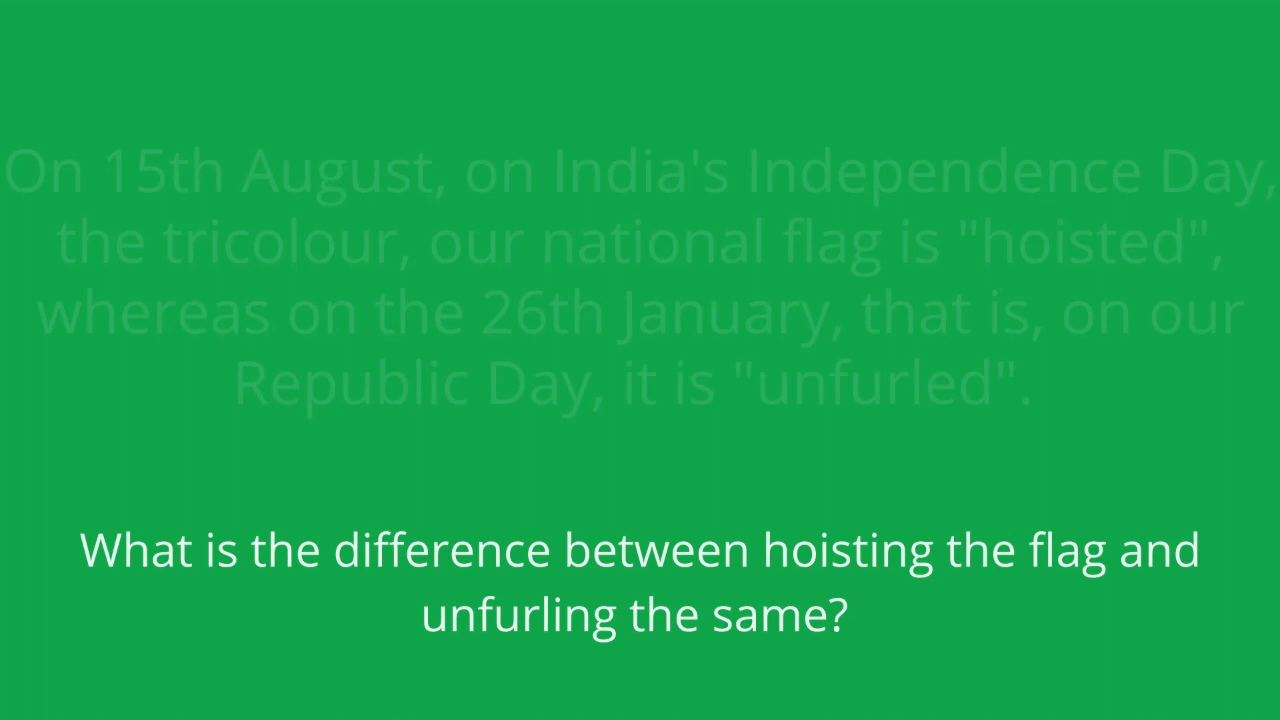 On 15th August, on India's Independence Day,
the tricolour, our national flag is "hoisted",
whereas on the 26th January, that is, on our
Republic Day, it is "unfurled".
What is the difference between hoisting the flag and
unfurling the same?